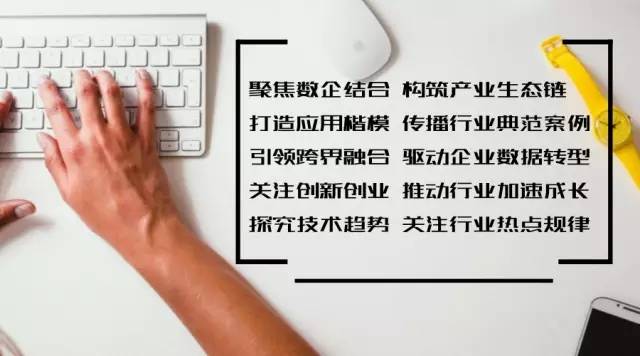 聚焦数企结合 构筑产业生态链
打造应用楷模 传播行业典范案例
引领跨界融合 驱动企业数据转型
关注创新创业 推动行业加速成长
探究技术趋势 关注行业热点规律